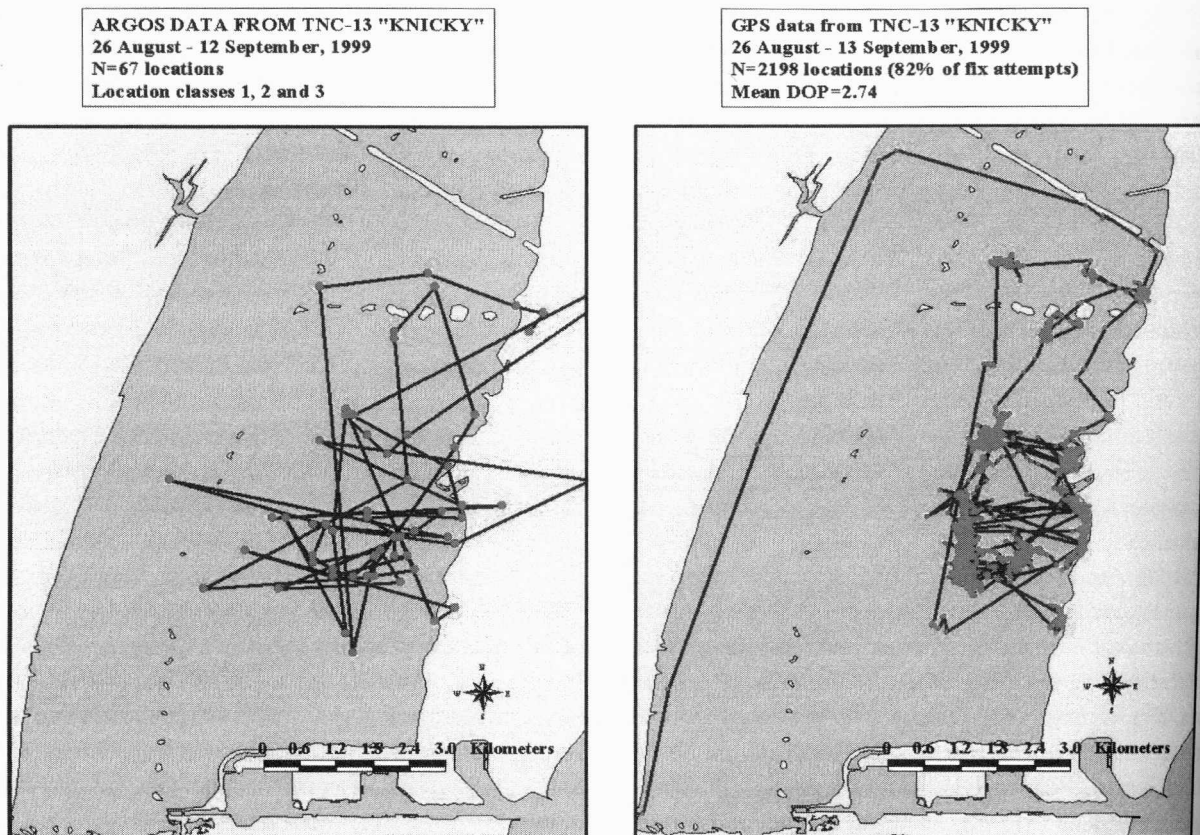 ARGOS DATA FROM TNC-13 "KNICKY"
26 August - 12 September, 1999
N=67 locations
Location classes 1, 2 and 3
GPS data from TNC-13 "KNICKY"
26 August - 13 September, 1999
N=2198 locations (82% of fix attempts)
Mean DOP=2.74
N
W E
S
0 0.6 1.2 1.8 2.4 3.0 Kilometers
N
W E
S
0 0.6 1.2 1.8 2.4 3.0 Kilometers